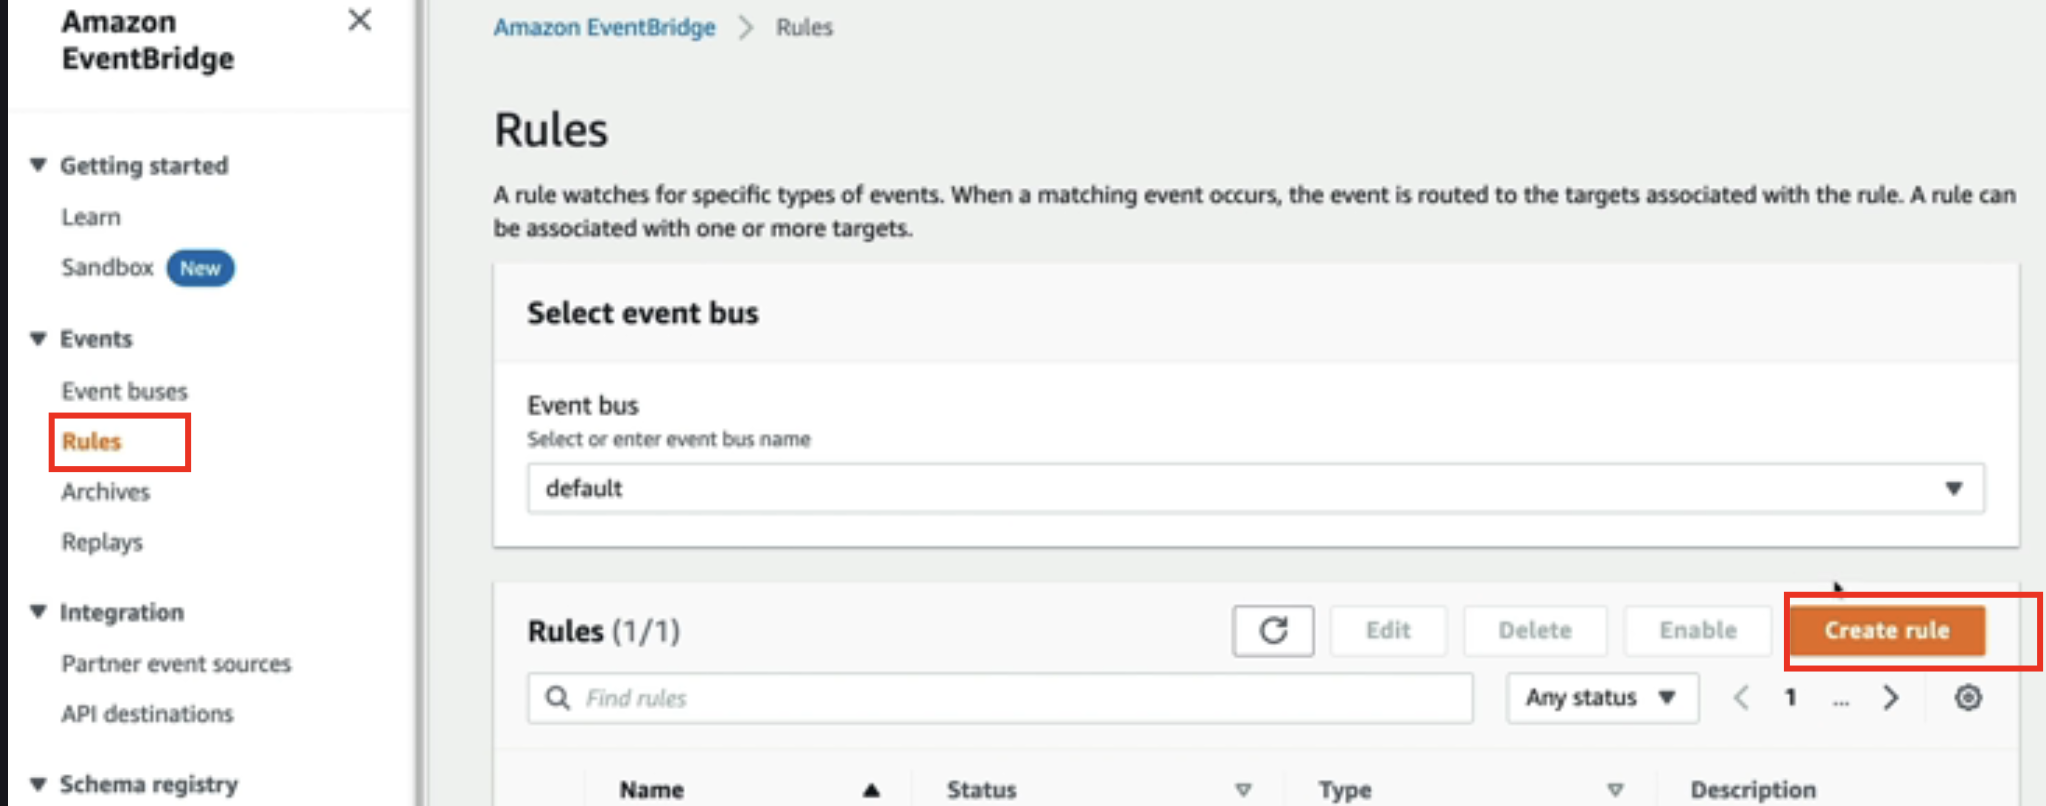 Amazon
EventBridge
Getting started
Learn
Sandbox New
Events
Event buses
Rules
Archives
Replays
Integration
Partner event sources
API destinations
Schema registry
Amazon EventBridge > Rules
Rules
A rule watches for specific types of events. When a matching event occurs, the event is routed to the targets associated with the rule. A rule can
be associated with one or more targets.
Select event bus
Event bus
Select or enter event bus name
default
Rules (1/1) Edit Delete Enable Create rule
Find rules Any status 1 ...
Name Status Type Description